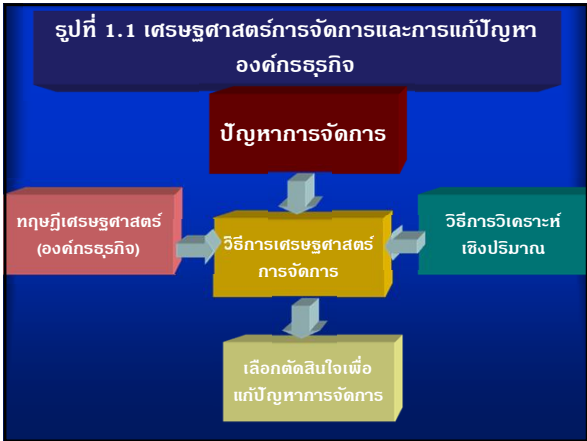 รูปที่ 1.1 เศรษฐศาสตร์การจัดการและการแก้ปัญหา
องค์กรธุรกิจ
ปัญหาการจัดการ
ทฤษฎีเศรษฐศาสตร์
(องค์กรธุรกิจ)
วิธีการเศรษฐศาสตร์
การจัดการ
วิธีการวิเคราะห์
เชิงปริมาณ
เลือกตัดสินใจเพื่อ
แก้ปัญหาการจัดการ